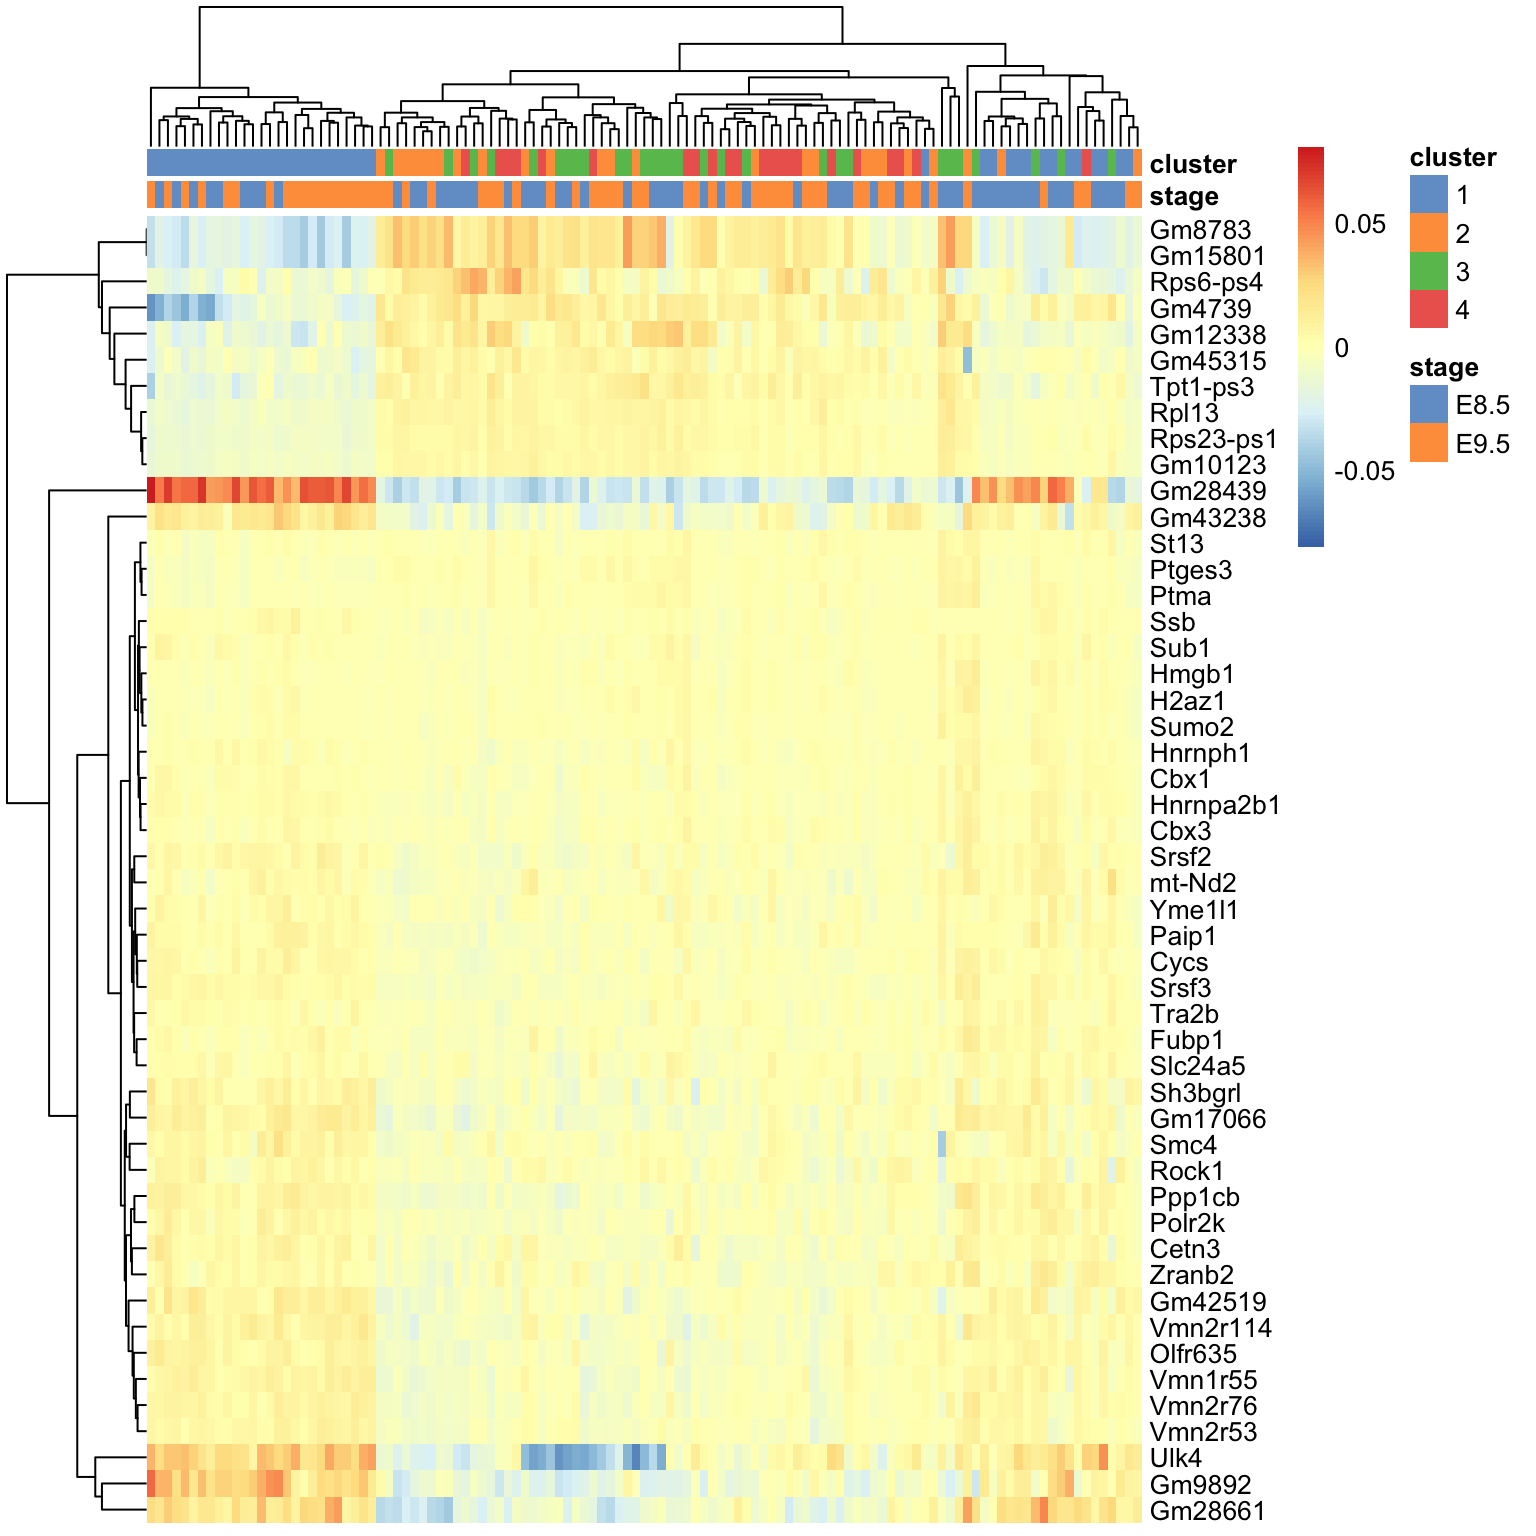 cluster
stage
Gm8783
Gm15801
Rps6-ps4
Gm4739
Gm12338
Gm45315
Tpt1-ps3
Rpl13
Rps23-ps1
Gm10123
Gm28439
Gm43238
St13
Ptges3
Ptma
Ssb
Sub1
Hmgb1
H2az1
Sumo2
Hnrnph1
Cbx1
Hnrnpa2b1
Cbx3
Srsf2
mt-Nd2
Yme1l1
Paip1
Cycs
Srsf3
Tra2b
Fubp1
Slc24a5
Sh3bgrl
Gm17066
Smc4
Rock1
Ppp1cb
Polr2k
Cetn3
Zranb2
Gm42519
Vmn2r114
Olfr635
Vmn1r55
Vmn2r76
Vmn2r53
Ulk4
Gm9892
Gm28661
0.05
0
-0.05
cluster
1
2
3
4
stage
E8.5
E9.5